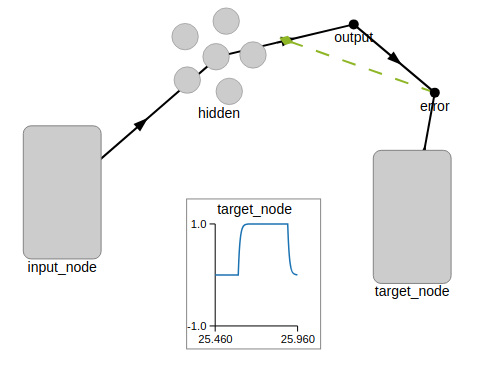 output
error
hidden
input_node
target_node
1.0
-1.0
25.460 25.960
target_node